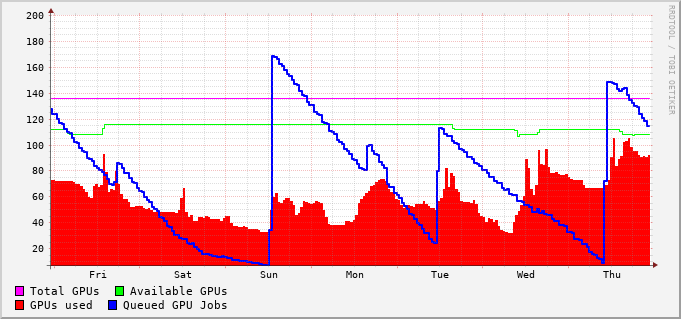 200
180
160
140
120
100
80
60
40
20
Fri Sat Sun Mon Tue Wed Thu
Total GPUs Available GPUs
GPUs used Queued GPU Jobs
RRDTOOL / TOBI OETIKER